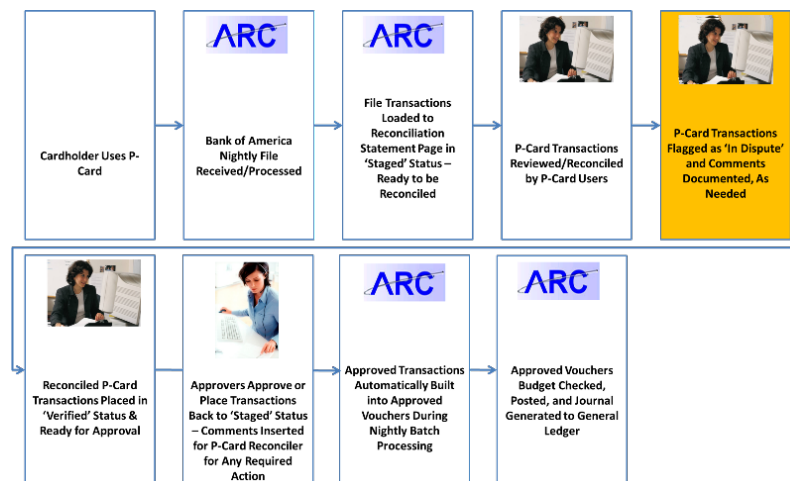 Cardholder Uses P-
Card
ARC
Bank of America
Nightly File
Received/Processed
ARC
File Transactions
Loaded to
Reconciliation
Statement Page in
‘Staged’ Status –
Ready to be
Reconciled
P-Card Transactions
Reviewed/Reconciled
by P-Card Users
P-Card Transactions
Flagged as ‘In Dispute’
and Comments
Documented, As
Needed
Reconciled P-Card
Transactions Placed in
‘Verified’ Status &
Ready for Approval
Approvers Approve or
Place Transactions
Back to ‘Staged’ Status
– Comments Inserted
for P-Card Reconciler
for Any Required
Action
ARC
Approved Transactions
Automatically Built
into Approved
Vouchers During
Nightly Batch
Processing
ARC
Approved Vouchers
Budget Checked,
Posted, and Journal
Generated to General
Ledger